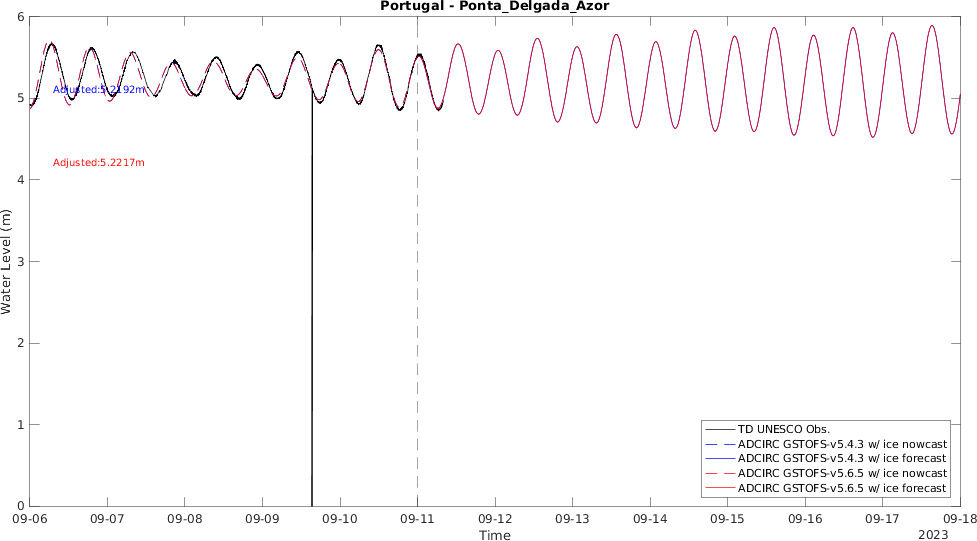 Portugal - Ponta_Delgada_Azor
6
5
4
3
2
1
0
Water Level (m)
Adjusted:5.2192m
Adjusted:5.2217m
TD UNESCO Obs.
ADCIRC GSTOFS-v5.4.3 w/ ice nowcast
ADCIRC GSTOFS-v5.4.3 w/ ice forecast
ADCIRC GSTOFS-v5.6.5 w/ ice nowcast
ADCIRC GSTOFS-v5.6.5 w/ ice forecast
09-06 09-07 09-08 09-09 09-10 09-11 09-12 09-13 09-14 09-15 09-16 09-17 09-18
Time
2023